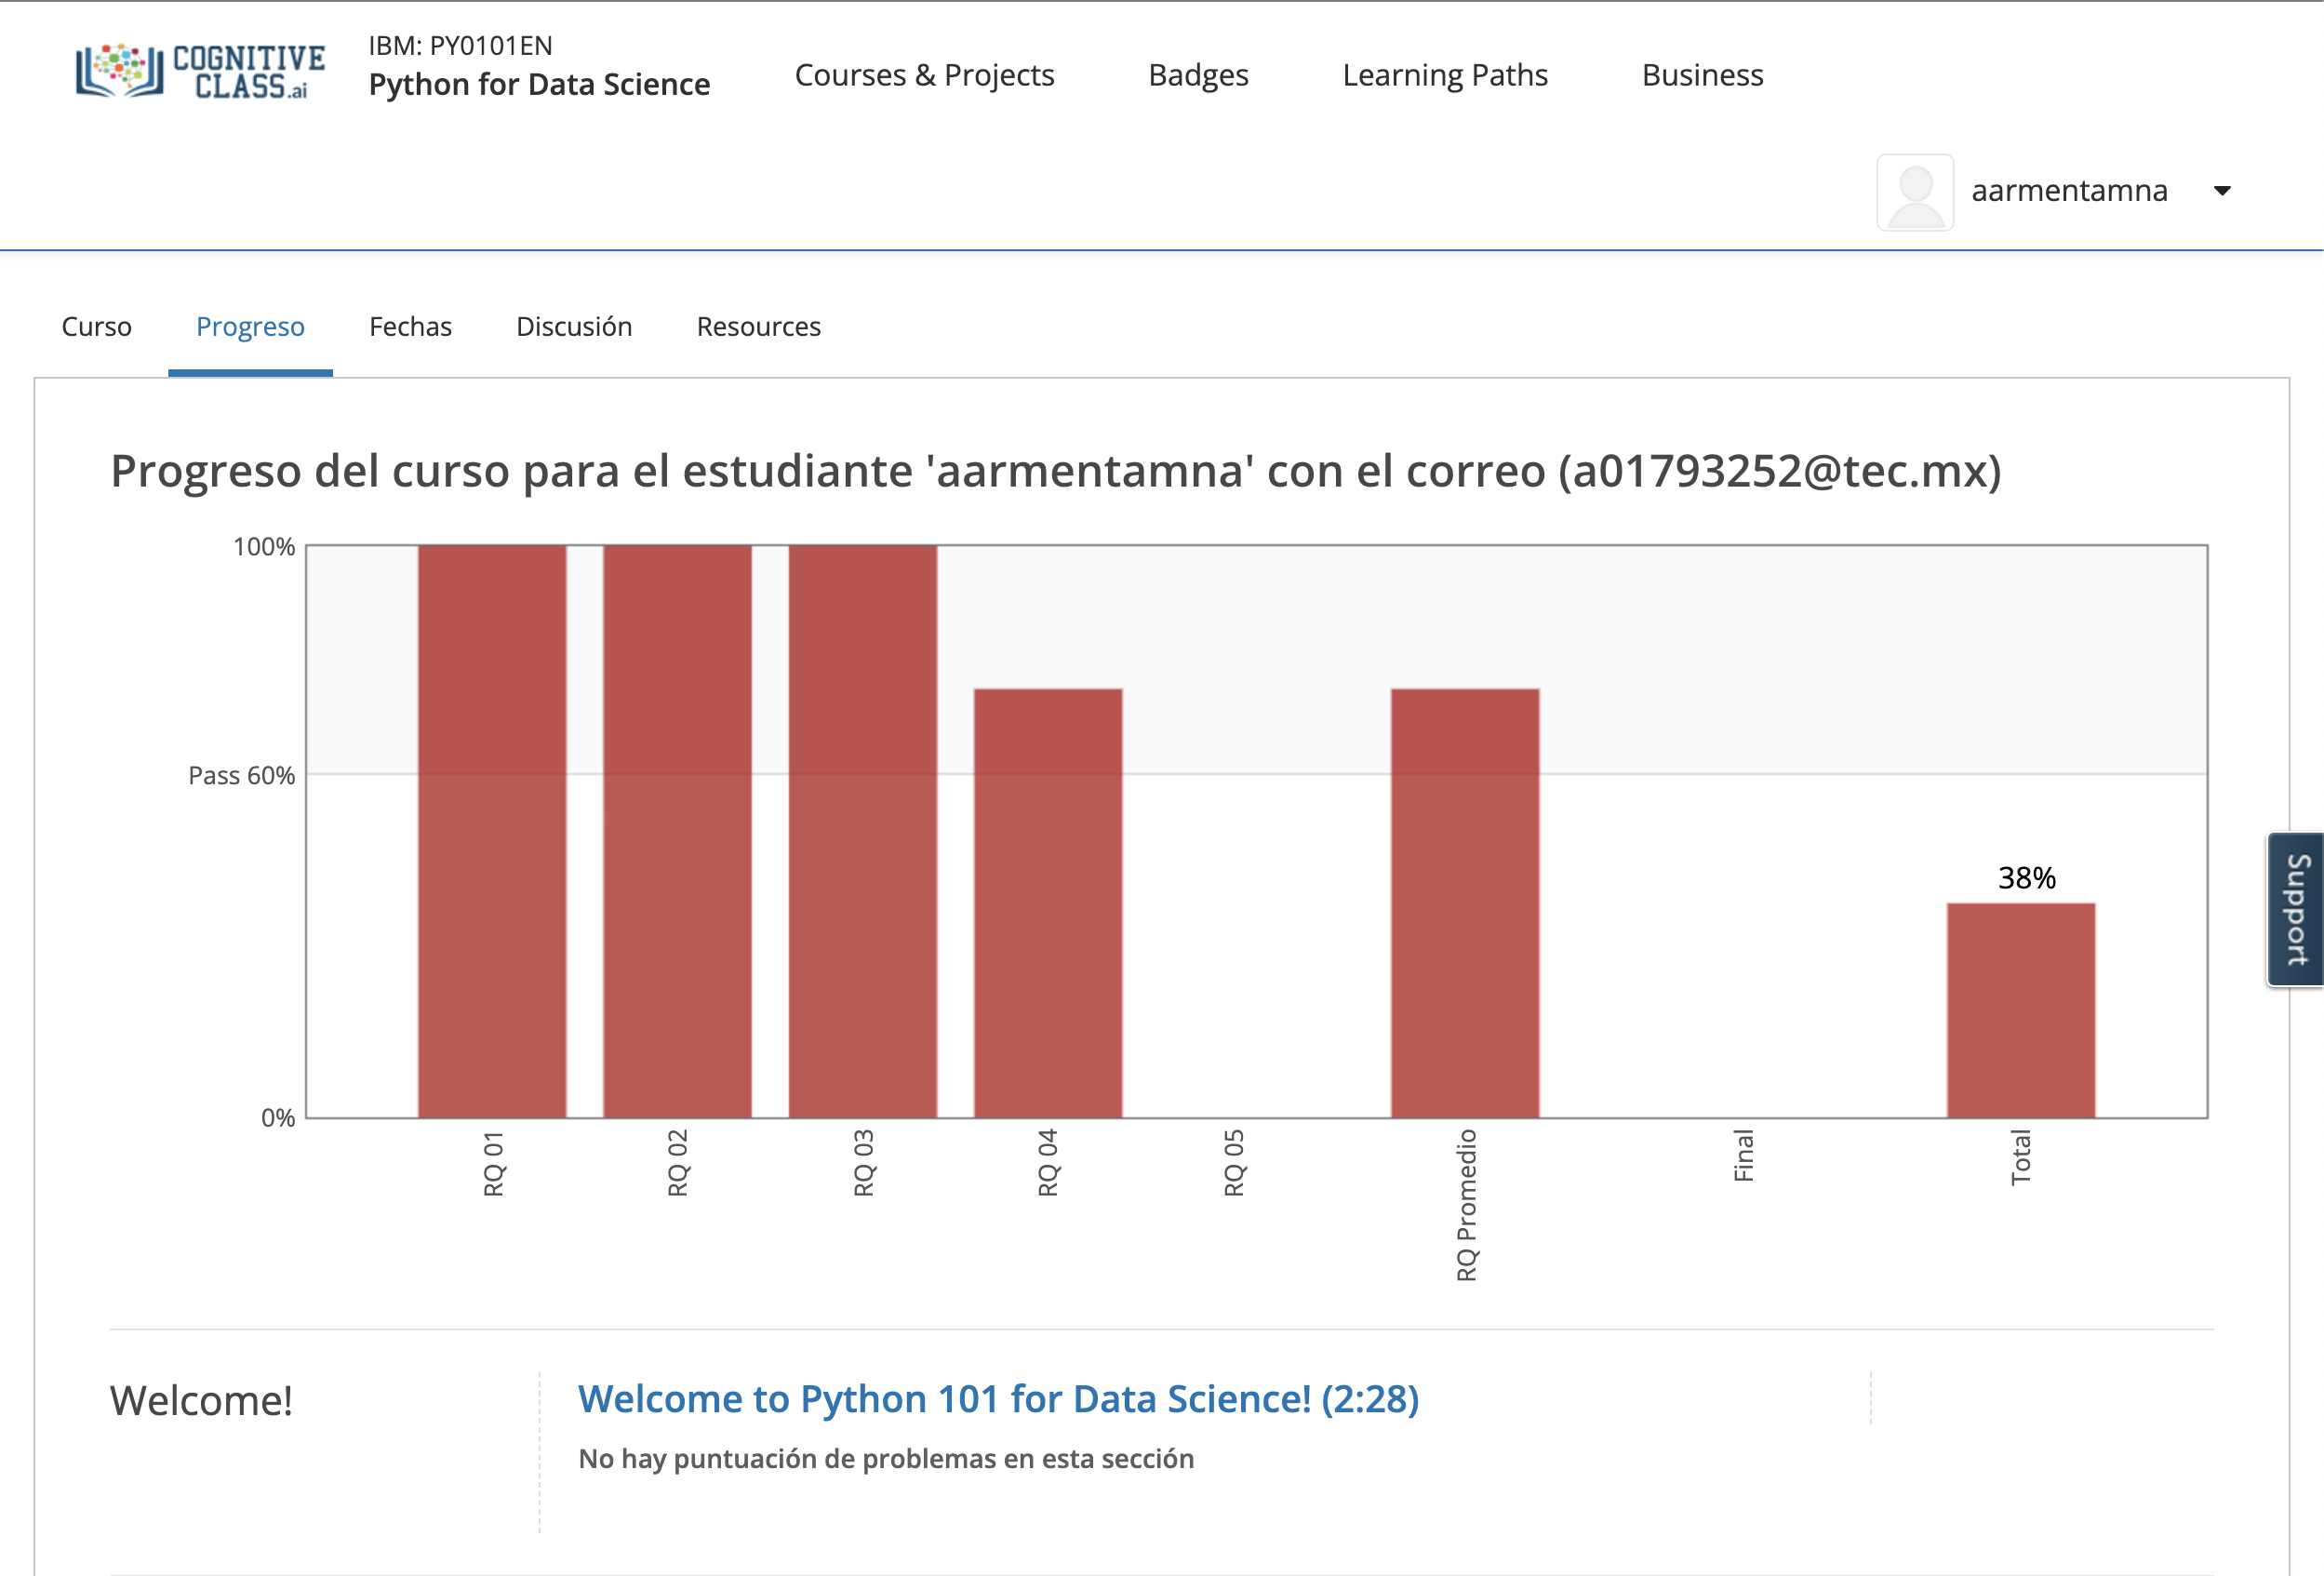 COGNITIVE
CLASS.ai
IBM: PY0101EN
Python for Data Science
Courses & Projects
Badges
Learning Paths
Business
aarmentamna
Curso
Progreso
Fechas
Discusión
Resources
Progreso del curso para el estudiante 'aarmentamna' con el correo (a01793252@tec.mx)
100%
Pass 60%
0%
38%
RQ 01
RQ 02
RQ 03
RQ 04
RQ 05
RQ Promedio
Final
Total
Support
Welcome!
Welcome to Python 101 for Data Science! (2:28)
No hay puntuación de problemas en esta sección